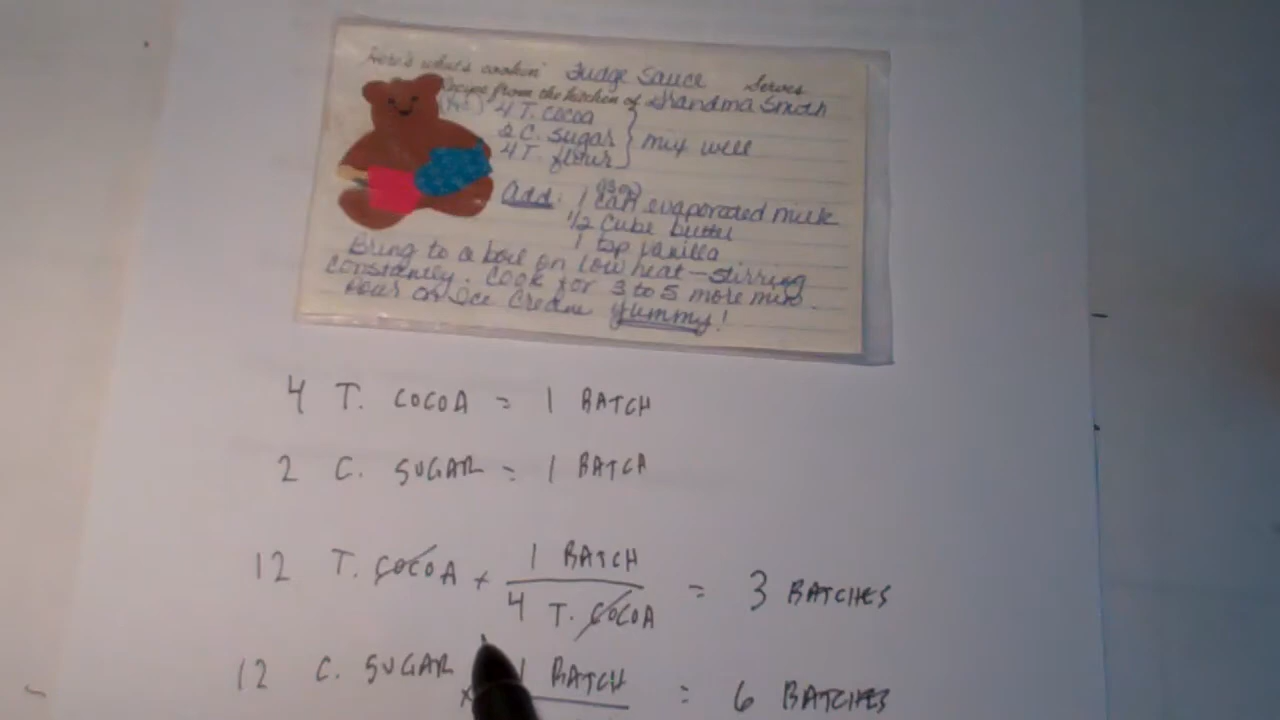 Here's what's cookin' Fudge Sauce Serves
Recipe from the kitchen of Grandma Smith
4 T. cocoa
2 C. sugar } mix well
4 T. flour
Add: 1 can evaporated milk
1/2 cube butter
1 tsp vanilla
Bring to a boil on low heat – stirring
constantly. Cook for 3 to 5 more min.
Pour on Ice Cream yummy!
4 T. COCOA = 1 BATCH
2 C. SUGAR = 1 BATCH
12 T. COCOA × 1 BATCH = 3 BATCHES
4 T. COCOA
12 C. SUGAR × 1 BATCH = 6 BATCHES